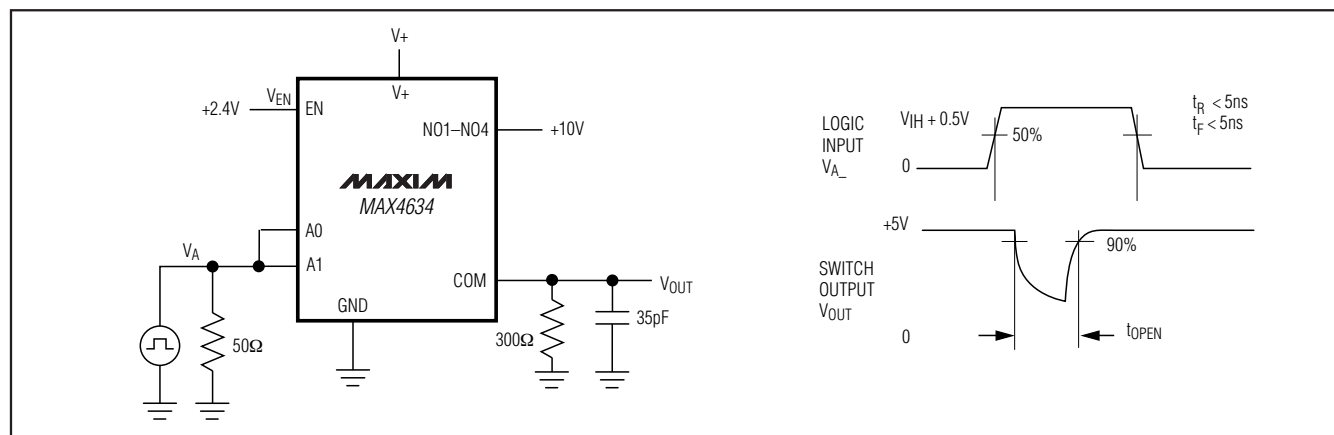 V+
V+
VEN
+2.4V
EN
NO1–NO4
+10V
MAXIM
MAX4634
A0
VA
A1
COM
VOUT
GND
50Ω
300Ω
35pF
LOGIC
INPUT
VA_
VIH + 0.5V
50%
0
tR < 5ns
tF < 5ns
+5V
90%
SWITCH
OUTPUT
VOUT
0
tOPEN